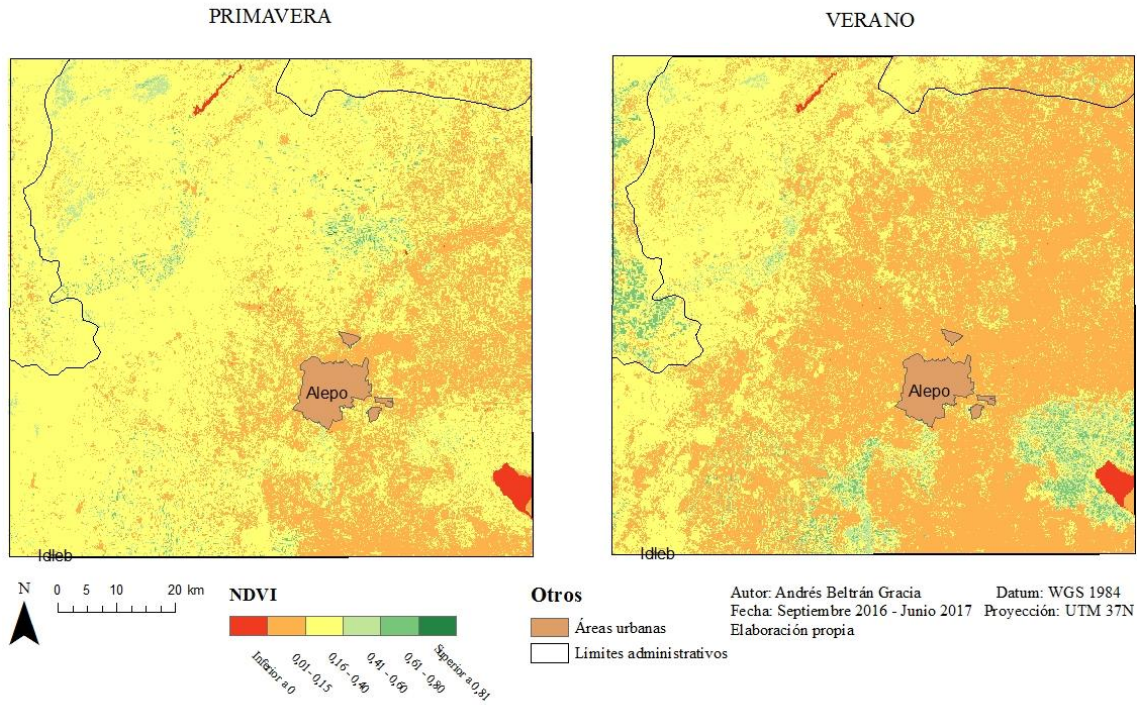 PRIMAVERA
VERANO
Alepo
Idleb
Alepo
Idleb
N
0 5 10 20 km
NDVI
Inferior a 0
0,01 - 0,15
0,16 - 0,40
0,41 - 0,60
0,61 - 0,80
Superior a 0,81
Otros
Áreas urbanas
Limites administrativos
Autor: Andrés Beltrán Gracia
Datum: WGS 1984
Fecha: Septiembre 2016 - Junio 2017
Proyección: UTM 37N
Elaboración propia